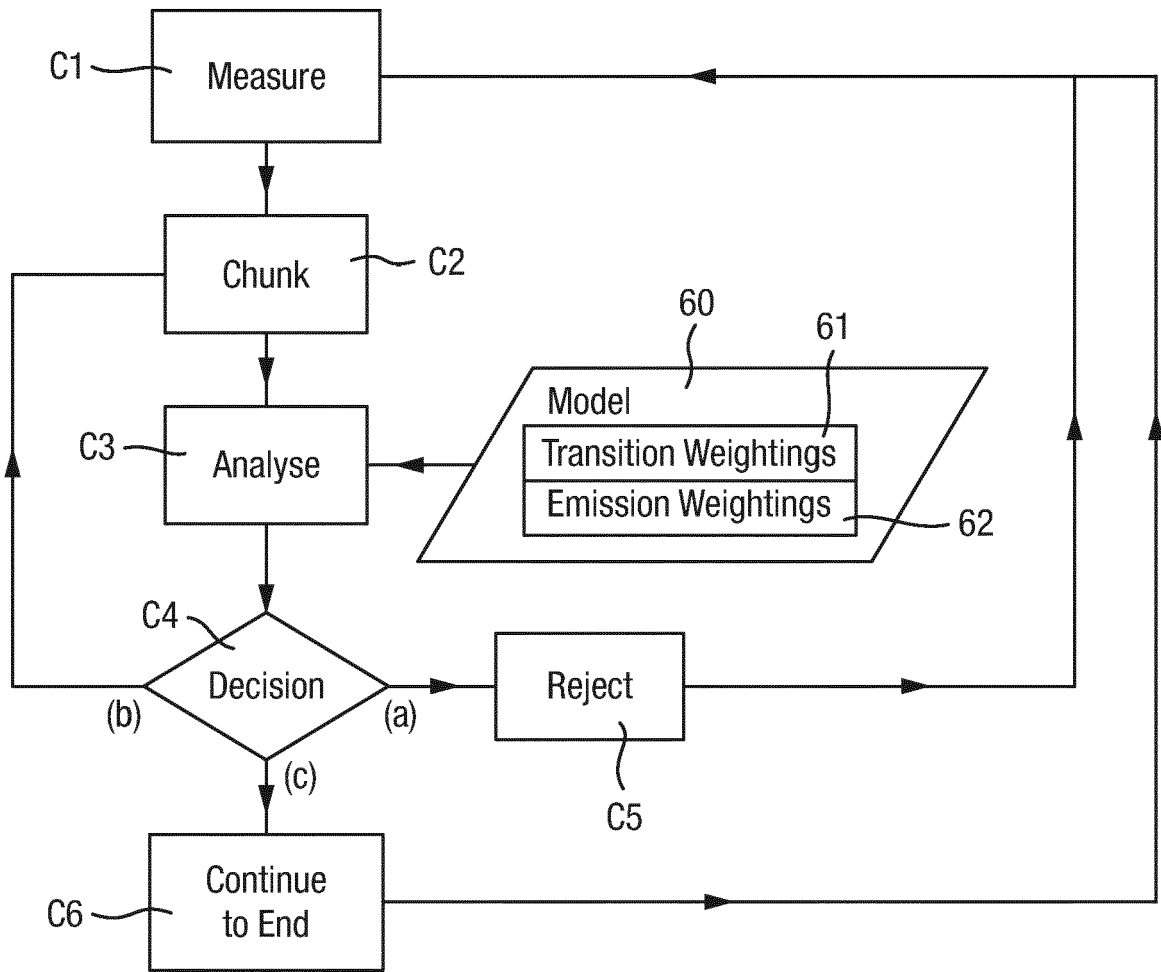 C1
Measure
Chunk
C2
60
61
Model
C3
Analyse
Transition Weightings
Emission Weightings
62
C4
Decision
Reject
(b)
(a)
(c)
C5
Continue
to End
C6